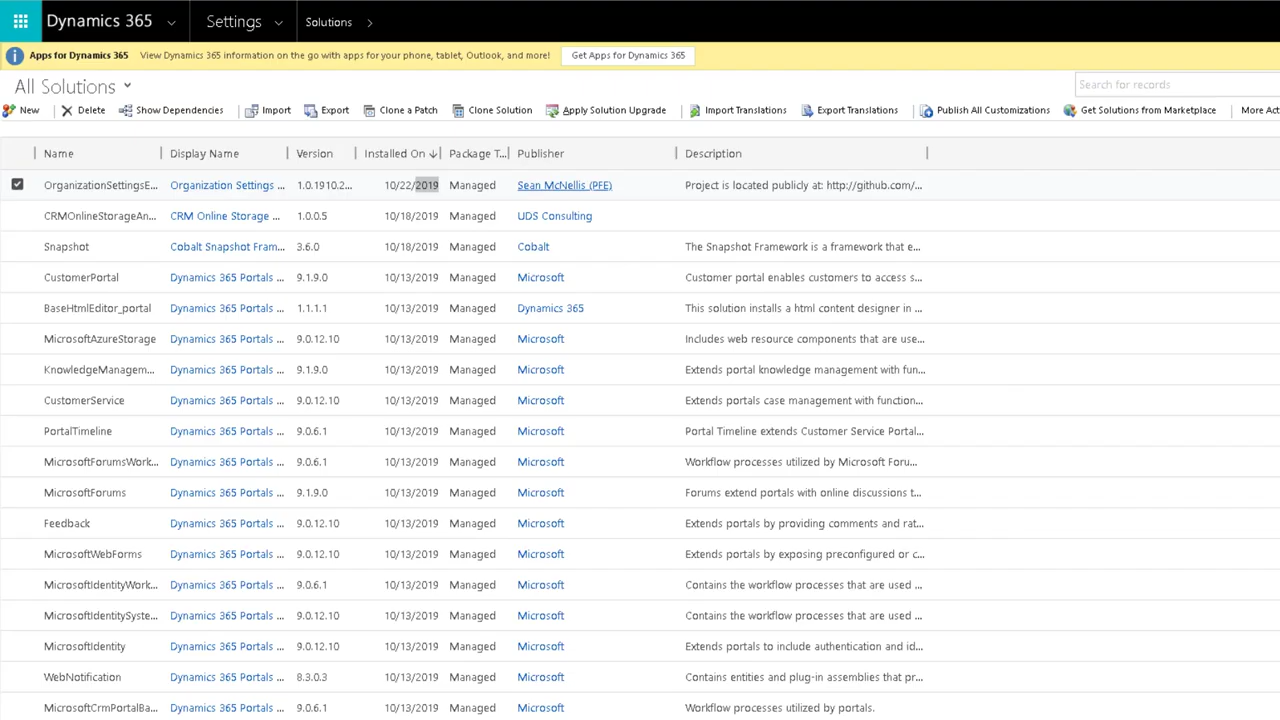 Dynamics 365 Settings Solutions
Apps for Dynamics 365 View Dynamics 365 information on the go with apps for your phone, tablet, Outlook, and more! Get Apps for Dynamics 365
All Solutions Search for records
New Delete Show Dependencies Import Export Clone a Patch Clone Solution Apply Solution Upgrade Import Translations Export Translations Publish All Customizations Get Solutions from Marketplace More Act
Name Display Name Version Installed On Package T... Publisher Description
OrganizationSettingsE... Organization Settings ... 1.0.1910.2... 10/22/2019 Managed Sean McNellis (PFE) Project is located publicly at: http://github.com/...
CRMOnlineStorageAn... CRM Online Storage ... 1.0.0.5 10/18/2019 Managed UDS Consulting
Snapshot Cobalt Snapshot Fram... 3.6.0 10/18/2019 Managed Cobalt The Snapshot Framework is a framework that e...
CustomerPortal Dynamics 365 Portals ... 9.1.9.0 10/13/2019 Managed Microsoft Customer portal enables customers to access s...
BaseHtmlEditor_portal Dynamics 365 Portals ... 1.1.1.1 10/13/2019 Managed Dynamics 365 This solution installs a html content designer in ...
MicrosoftAzureStorage Dynamics 365 Portals ... 9.0.12.10 10/13/2019 Managed Microsoft Includes web resource components that are use...
KnowledgeManagem... Dynamics 365 Portals ... 9.1.9.0 10/13/2019 Managed Microsoft Extends portal knowledge management with fun...
CustomerService Dynamics 365 Portals ... 9.0.12.10 10/13/2019 Managed Microsoft Extends portals case management with function...
PortalTimeline Dynamics 365 Portals ... 9.0.6.1 10/13/2019 Managed Microsoft Portal Timeline extends Customer Service Portal...
MicrosoftForumsWork... Dynamics 365 Portals ... 9.0.6.1 10/13/2019 Managed Microsoft Workflow processes utilized by Microsoft Foru...
MicrosoftForums Dynamics 365 Portals ... 9.1.9.0 10/13/2019 Managed Microsoft Forums extend portals with online discussions t...
Feedback Dynamics 365 Portals ... 9.0.12.10 10/13/2019 Managed Microsoft Extends portals by providing comments and rat...
MicrosoftWebForms Dynamics 365 Portals ... 9.0.12.10 10/13/2019 Managed Microsoft Extends portals by exposing preconfigured or c...
MicrosoftIdentityWork... Dynamics 365 Portals ... 9.0.6.1 10/13/2019 Managed Microsoft Contains the workflow processes that are used ...
MicrosoftIdentitySyste... Dynamics 365 Portals ... 9.0.12.10 10/13/2019 Managed Microsoft Contains the workflow processes that are used ...
MicrosoftIdentity Dynamics 365 Portals ... 9.0.12.10 10/13/2019 Managed Microsoft Extends portals to include authentication and id...
WebNotification Dynamics 365 Portals ... 8.3.0.3 10/13/2019 Managed Microsoft Contains entities and plug-in assemblies that pr...
MicrosoftCrmPortalBa... Dynamics 365 Portals ... 9.0.6.1 10/13/2019 Managed Microsoft Workflow processes utilized by portals.